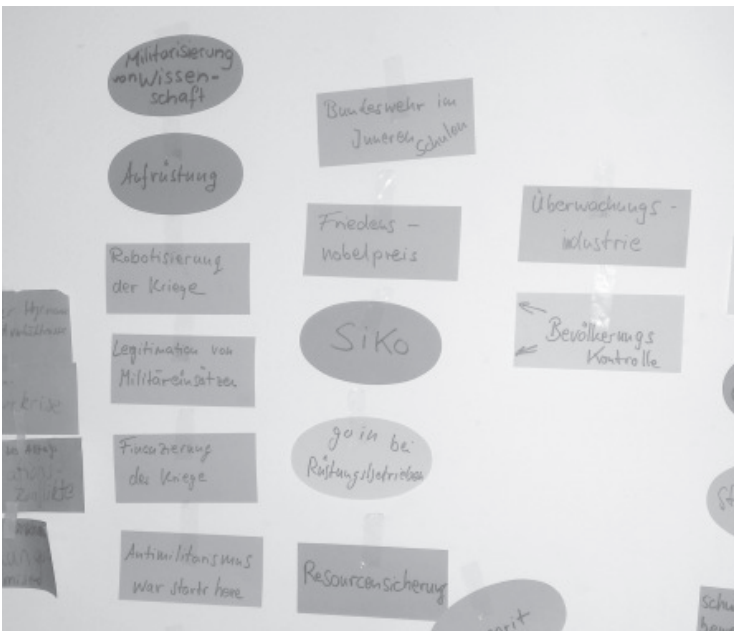 Militarisierung
von Wissen-
schaft
Aufrüstung
Robotisierung
der Kriege
Legitimation von
Militäreinsätzen
Finanzierung
der Kriege
Antimilitarismus
war starts here
Bundeswehr im
Inneren Schulen
Friedens -
nobelpreis
SiKo
go in bei
Rüstungsbetrieben
Resourcensicherung
Überwachungs -
industrie
Bevölkerungs
Kontrolle